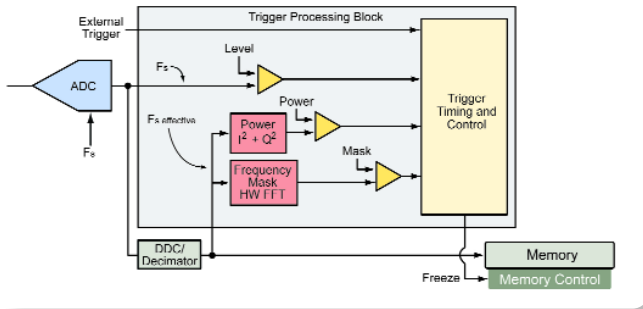 Trigger Processing Block
External
Trigger
Level
Fs
ADC
Fs
Power
Fs effective
Power
I² + Q²
Mask
Frequency
Mask
HW FFT
Trigger
Timing and
Control
DDC/
Decimator
Memory
Freeze
Memory Control